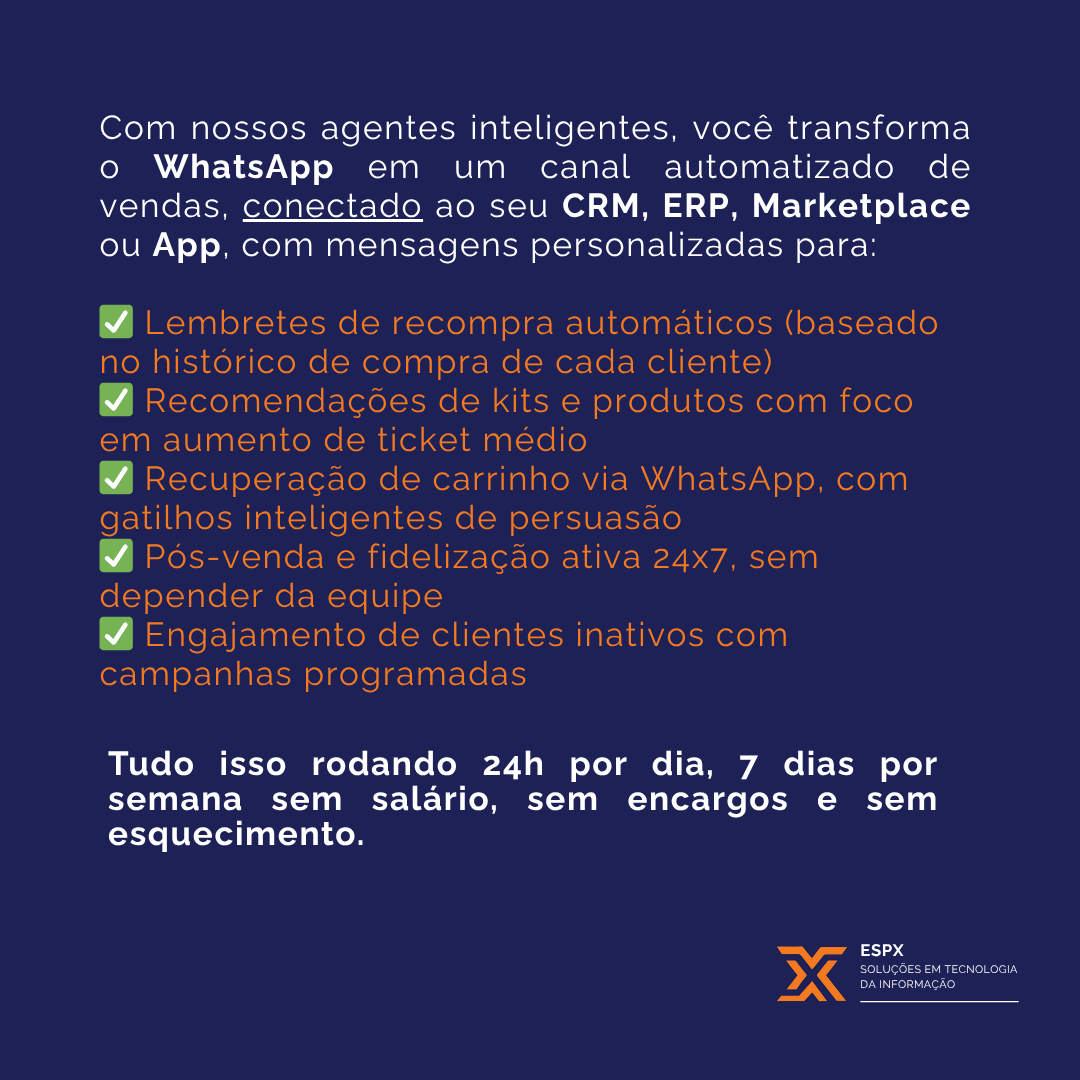 Com nossos agentes inteligentes, você transforma
o WhatsApp em um canal automatizado de
vendas, conectado ao seu CRM, ERP, Marketplace
ou App, com mensagens personalizadas para:
✅ Lembretes de recompra automáticos (baseado
no histórico de compra de cada cliente)
✅ Recomendações de kits e produtos com foco
em aumento de ticket médio
✅ Recuperação de carrinho via WhatsApp, com
gatilhos inteligentes de persuasão
✅ Pós-venda e fidelização ativa 24x7, sem
depender da equipe
✅ Engajamento de clientes inativos com
campanhas programadas
Tudo isso rodando 24h por dia, 7 dias por
semana sem salário, sem encargos e sem
esquecimento.
ESPX
SOLUÇÕES EM TECNOLOGIA
DA INFORMAÇÃO